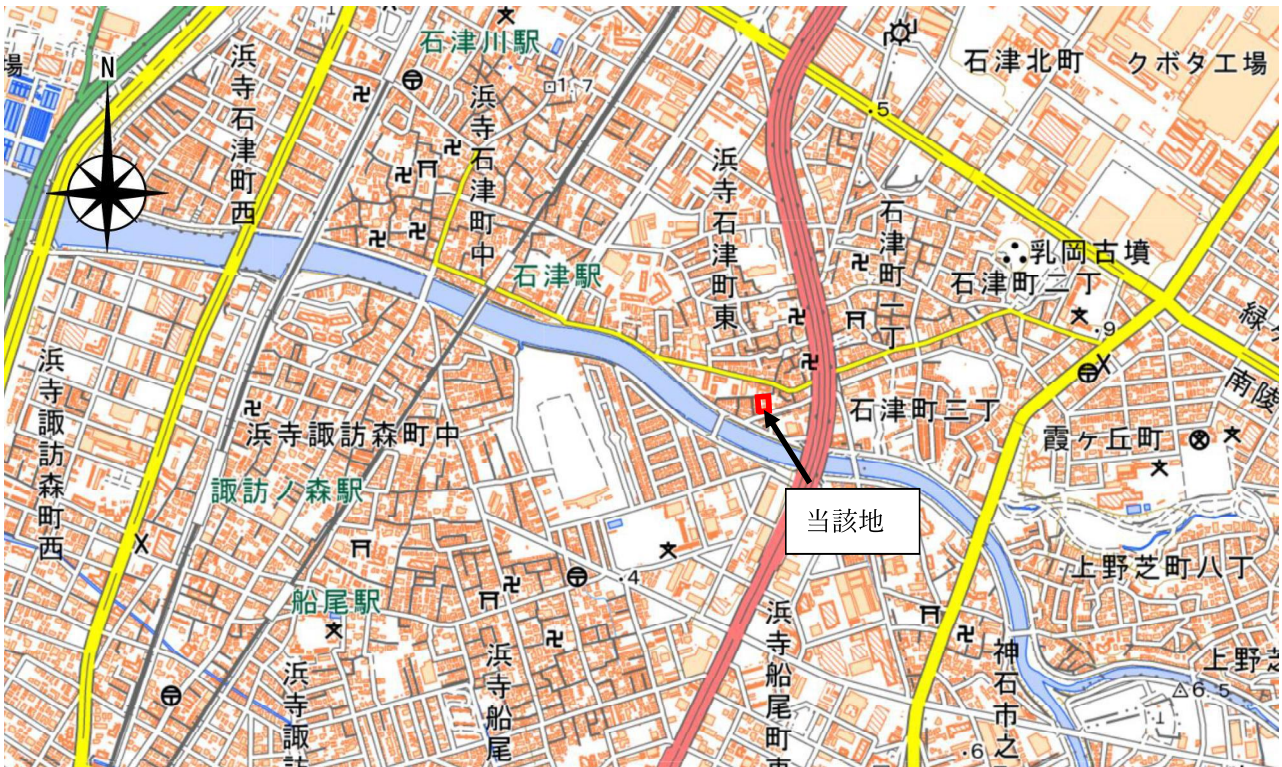 石津川駅
石津北町
クボタ工場
場
N
浜寺石津町西
浜寺石津町中
1.7
.5
浜寺石津町東
石津町一丁
乳岡古墳
石津町二丁
石津駅
.9
緑ヶ
南陵
浜寺諏訪森町西
浜寺諏訪森町中
石津町三丁
霞ヶ丘町
諏訪ノ森駅
当該地
上野芝町八丁
船尾駅
.4
浜寺船尾町東
神石市之
上野芝
6.5
浜寺諏訪
浜寺船尾
.6